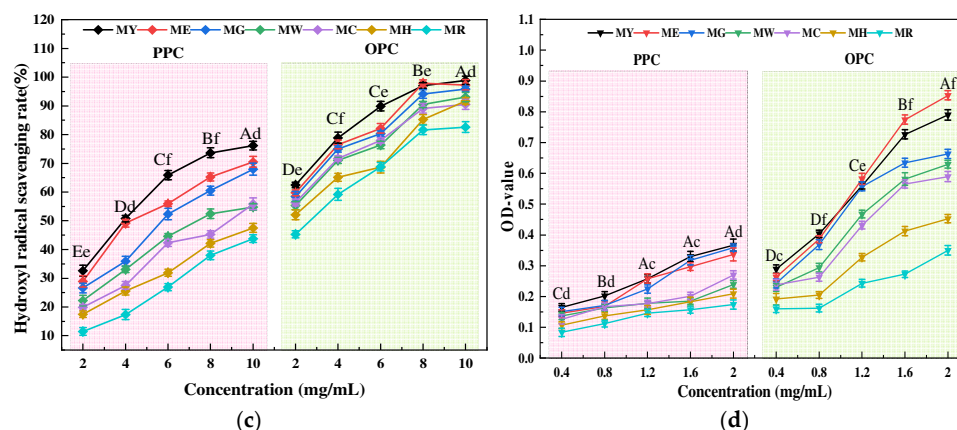 MY ME MG MW MC MH MR
PPC OPC
Hydroxyl radical scavenging rate(%)
120
110
100
90
80
70
60
50
40
30
20
10
Ee Dd Cf Bf Ad
De Cf Ce Be Ad
2 4 6 8 10 2 4 6 8 10
Concentration (mg/mL)
(c)
MY ME MG MW MC MH MR
PPC OPC
OD-value
1.1
1.0
0.9
0.8
0.7
0.6
0.5
0.4
0.3
0.2
0.1
0.0
Cd Bd Ac Ac Ad
Dc Df Ce Bf Af
0.4 0.8 1.2 1.6 2 0.4 0.8 1.2 1.6 2
Concentration (mg/mL)
(d)